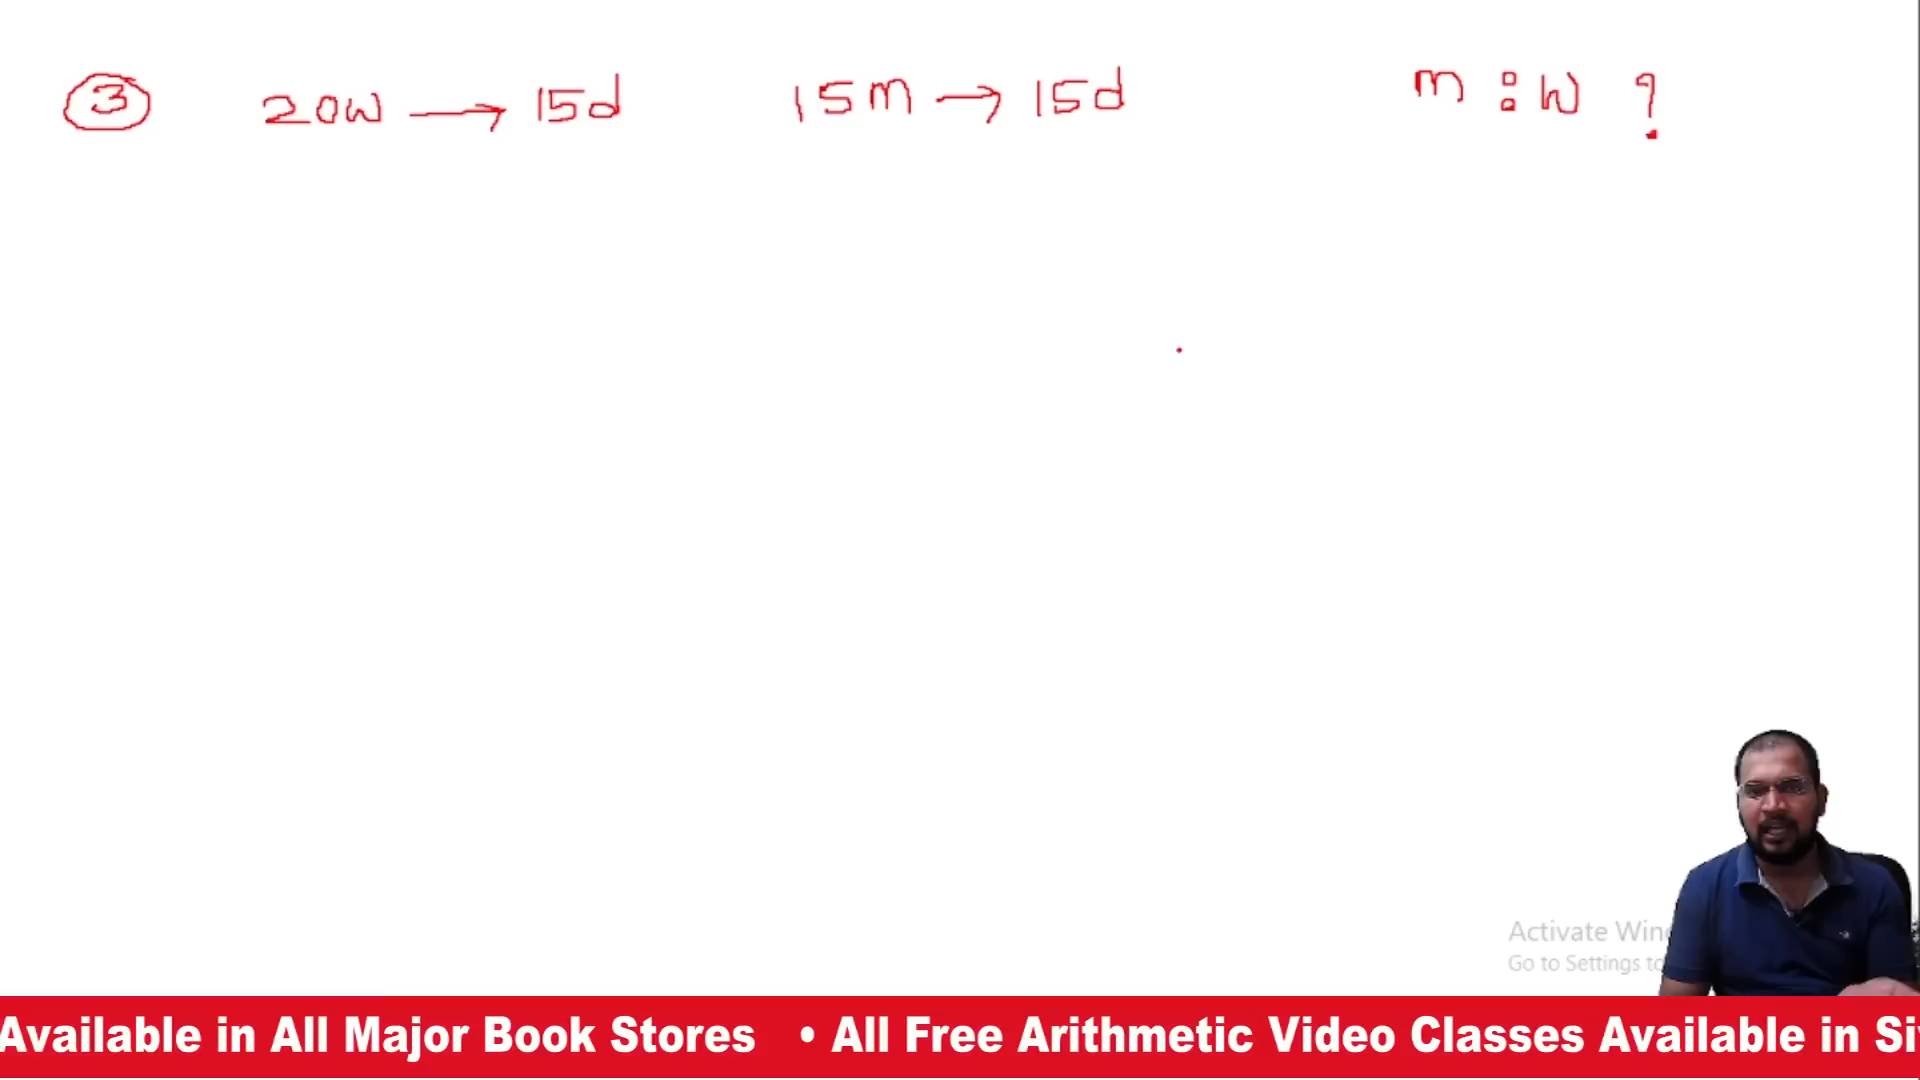 3 20w → 15d 15m → 15d m : w ?
Activate Win
Go to Settings to
Available in All Major Book Stores • All Free Arithmetic Video Classes Available in Si